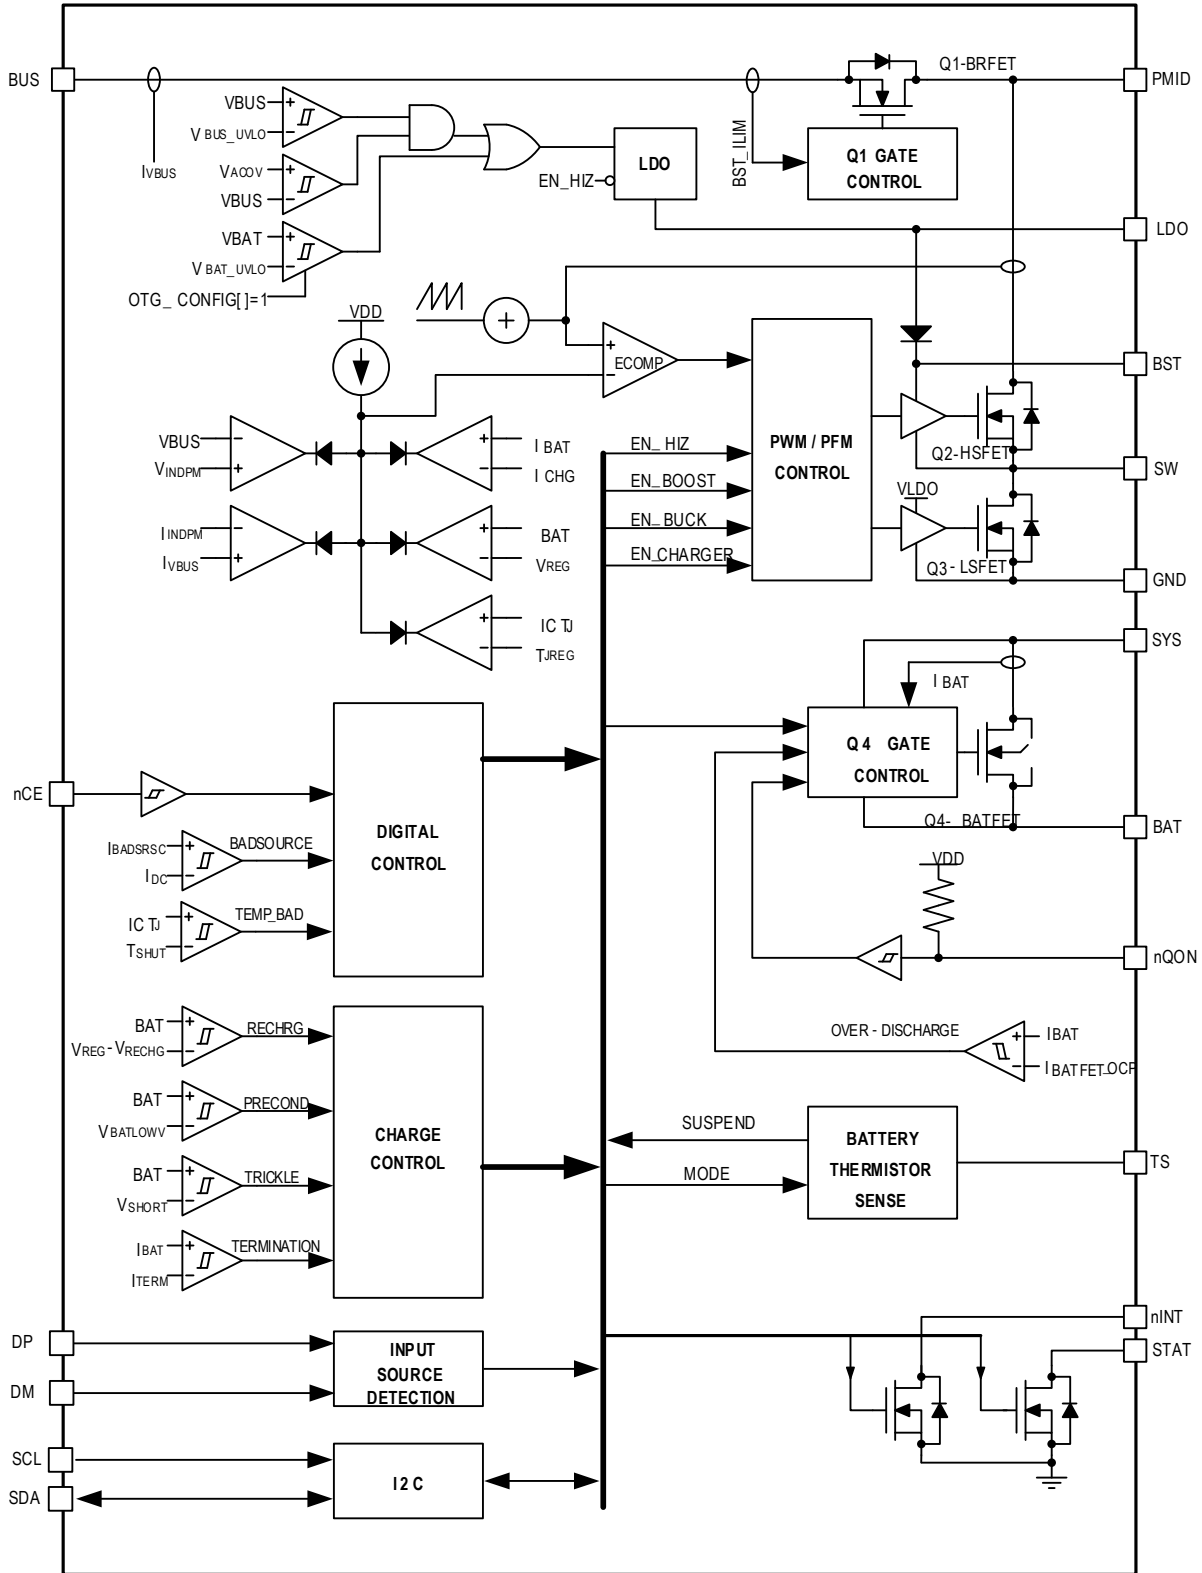 BUS
Q1-BRFET
PMID
VBUS
VBUS_UVLO
IVBUS
VACOV
VBUS
VBAT
VBAT_UVLO
OTG_ CONFIG[ ]=1
EN_HIZ
LDO
BST_ILIM
Q1 GATE
CONTROL
LDO
VDD
+
ECOMP
BST
VBUS
VINDPM
I BAT
I CHG
EN_ HIZ
EN_BOOST
EN_ BUCK
EN_CHARGER
PWM / PFM
CONTROL
Q2-HSFET
SW
VLDO
IINDPM
IVBUS
BAT
VREG
Q3 - LSFET
GND
IC TJ
TJREG
SYS
I BAT
Q4 GATE
CONTROL
Q4- BATFET
BAT
nCE
DIGITAL
CONTROL
IBADSRSC
IDC
BADSOURCE
IC TJ
TSHUT
TEMP_BAD
VDD
nQON
BAT
VREG-VRECHG
RECHRG
OVER - DISCHARGE
IBAT
IBATFET_OCP
BAT
VBATLOWV
PRECOND
CHARGE
CONTROL
BAT
VSHORT
TRICKLE
SUSPEND
MODE
BATTERY
THERMISTOR
SENSE
TS
IBAT
ITERM
TERMINATION
DP
DM
INPUT
SOURCE
DETECTION
nINT
STAT
SCL
SDA
I2C